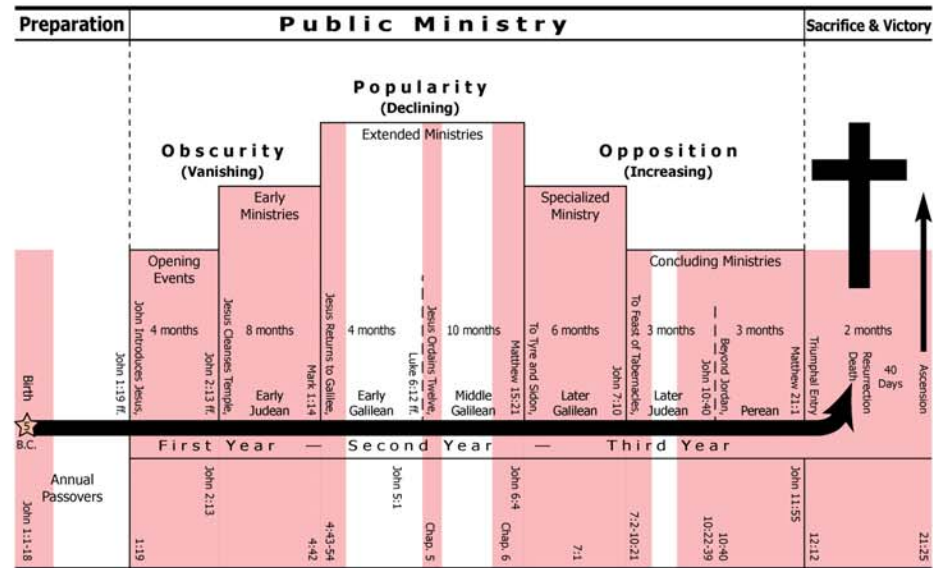 Preparation
Public Ministry
Sacrifice & Victory
Popularity
(Declining)
Extended Ministries
Obscurity
(Vanishing)
Opposition
(Increasing)
Early
Ministries
Specialized
Ministry
Opening
Events
Concluding Ministries
4 months
8 months
4 months
10 months
6 months
3 months
3 months
2 months
Birth
John 1:19 ff.
John Introduces Jesus,
John 2:13 ff.
Jesus Cleanses Temple,
Mark 1:14
Jesus Returns to Galilee,
Luke 6:12 ff.
Jesus Ordains Twelve,
Matthew 15:21
To Tyre and Sidon,
John 7:10
To Feast of Tabernacles,
John 10:40
Beyond Jordan,
Matthew 21:1
Triumphal Entry
Death
Resurrection
40
Days
Ascension
Early
Judean
Early
Galilean
Middle
Galilean
Later
Galilean
Later
Judean
Perean
5
B.C.
First Year — Second Year — Third Year
Annual
Passovers
John 2:13
John 5:1
John 6:4
John 11:55
John 1:1-18
1:19
4:42
4:43-54
Chap. 5
Chap. 6
7:1
7:2-10:21
10:22-39
10:40
12:12
21:25